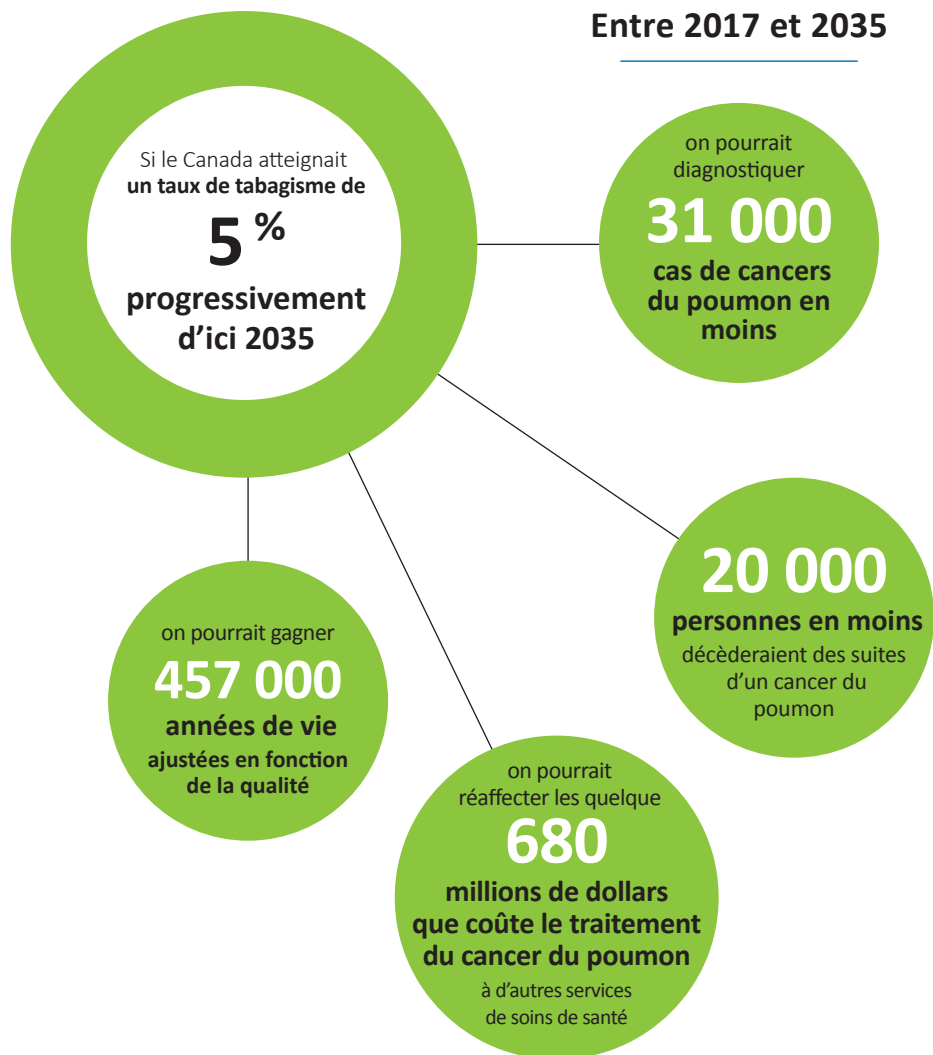 Entre 2017 et 2035
Si le Canada atteignait
un taux de tabagisme de
5 %
progressivement
d’ici 2035
on pourrait
diagnostiquer
31 000
cas de cancers
du poumon en
moins
20 000
personnes en moins
décèderaient des suites
d’un cancer du
poumon
on pourrait gagner
457 000
années de vie
ajustées en fonction
de la qualité
on pourrait
réaffecter les quelque
680
millions de dollars
que coûte le traitement
du cancer du poumon
à d’autres services
de soins de santé